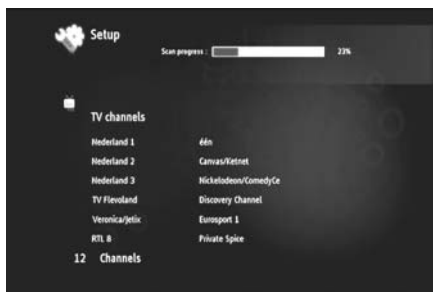 Setup
Scan progress : 23%
TV channels
Nederland 1 één
Nederland 2 Canvas/Ketnet
Nederland 3 Nickelodeon/ComedyCe
TV Flevoland Discovery Channel
Veronica/Jetix Eurosport 1
RTL 8 Private Spice
12 Channels